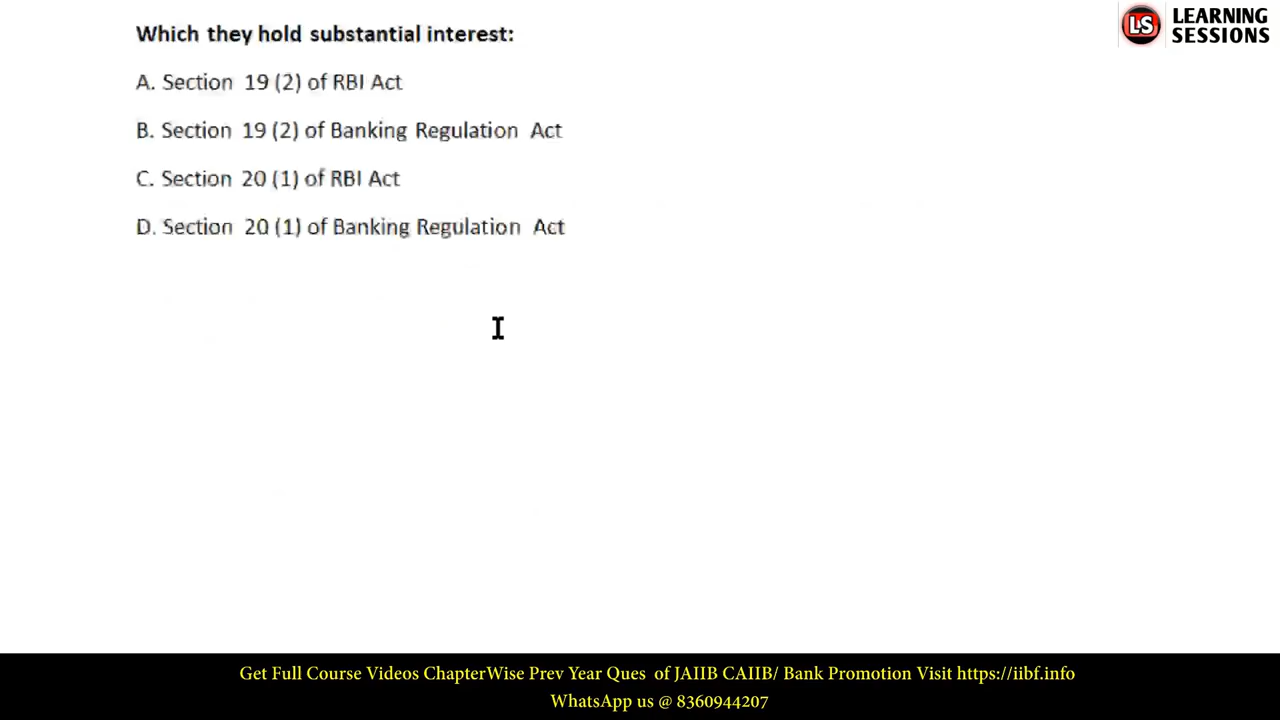 LS LEARNING
SESSIONS
Which they hold substantial interest:
A. Section 19 (2) of RBI Act
B. Section 19 (2) of Banking Regulation Act
C. Section 20 (1) of RBI Act
D. Section 20 (1) of Banking Regulation Act
Get Full Course Videos ChapterWise Prev Year Ques of JAIIB CAIIB/ Bank Promotion Visit https://iibf.info
WhatsApp us @ 8360944207